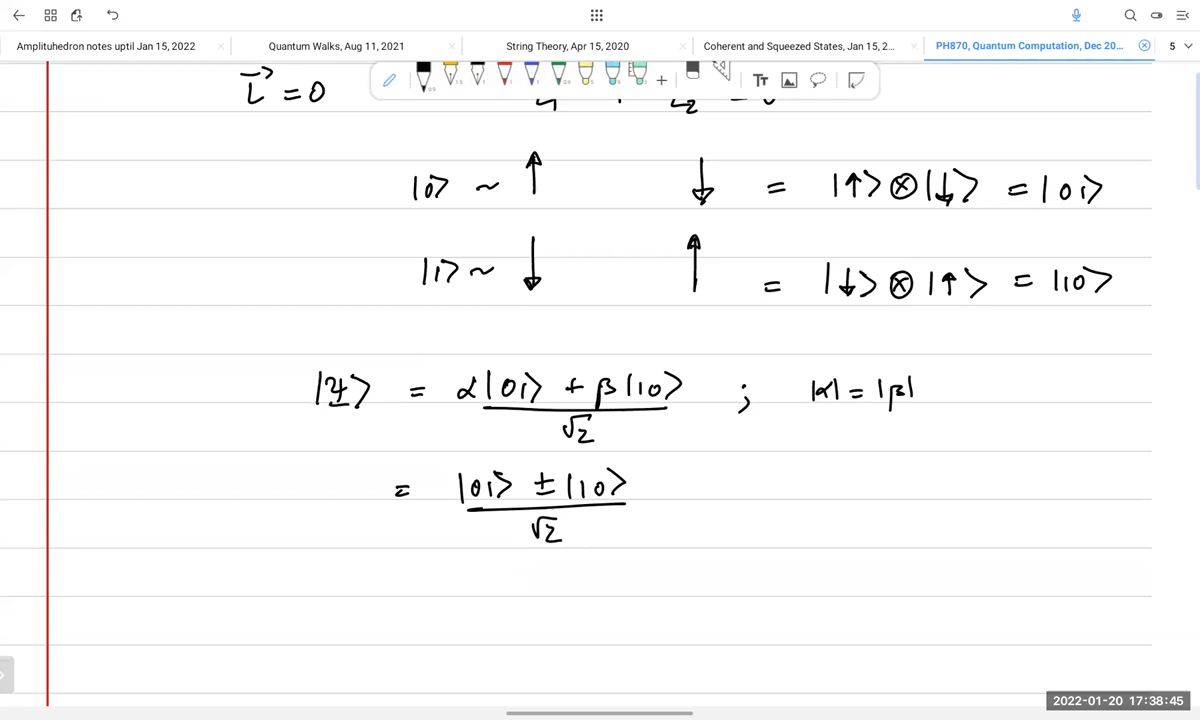 Amplituhedron notes uptil Jan 15, 2022 Quantum Walks, Aug 11, 2021 String Theory, Apr 15, 2020 Coherent and Squeezed States, Jan 15, 2... PH870, Quantum Computation, Dec 20... 5
L⃗ = 0
|0⟩ ~ ↑ ↓ = |↑⟩ ⊗ |↓⟩ = |01⟩
|1⟩ ~ ↓ ↑ = |↓⟩ ⊗ |↑⟩ = |10⟩
|Ψ⟩ = α|01⟩ + β|10⟩ ; |α| = |β|
√2
= |01⟩ ± |10⟩
√2
2022-01-20 17:38:45